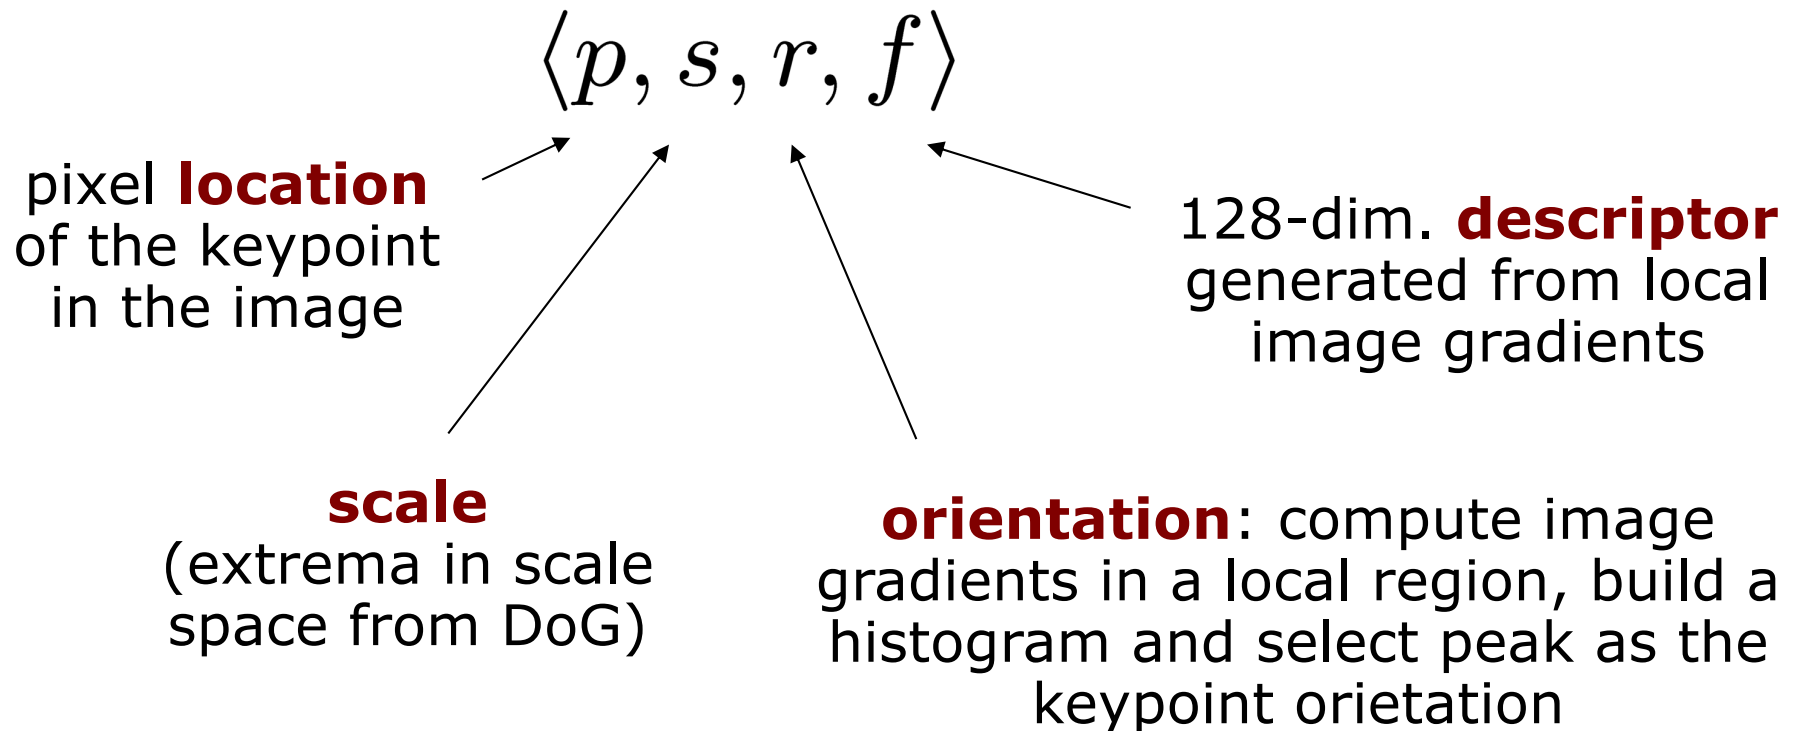 ⟨p, s, r, f⟩
pixel location
of the keypoint
in the image
128-dim. descriptor
generated from local
image gradients
scale
(extrema in scale
space from DoG)
orientation: compute image
gradients in a local region, build a
histogram and select peak as the
keypoint orietation